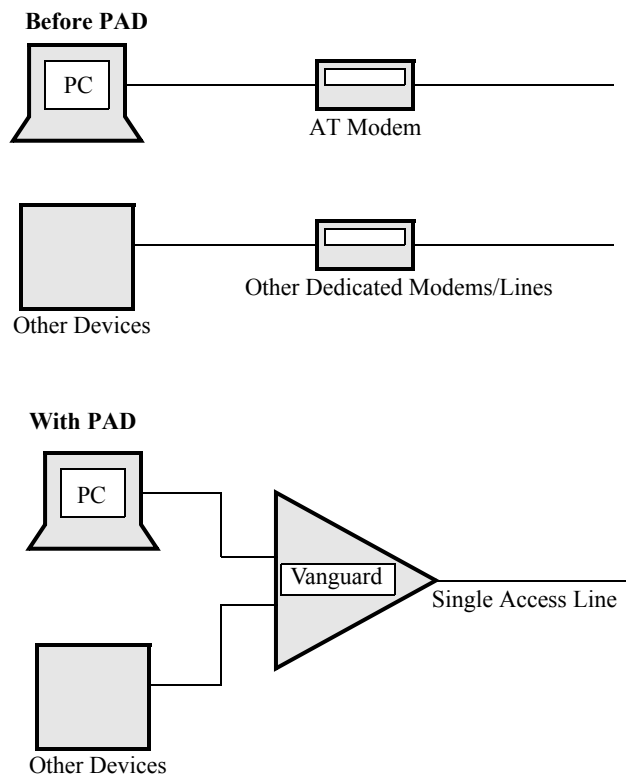 Before PAD
PC
AT Modem
Other Dedicated Modems/Lines
Other Devices
With PAD
PC
Vanguard
Single Access Line
Other Devices